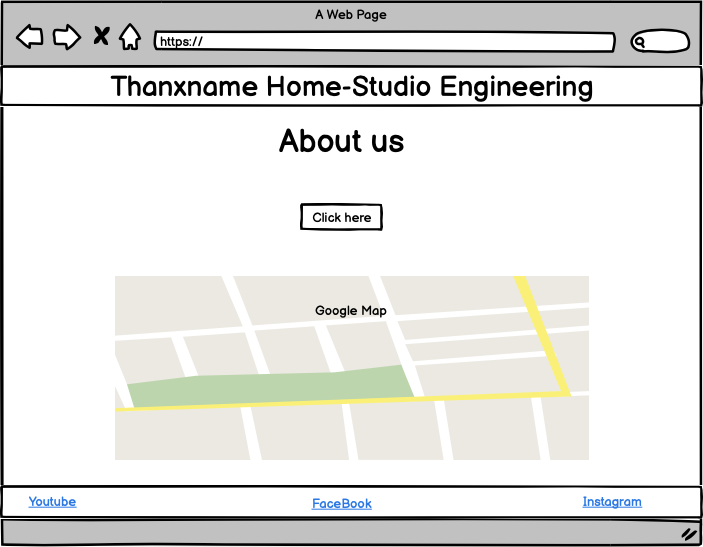 A Web Page
https://
Thanxname Home-Studio Engineering
About us
Click here
Google Map
Youtube
FaceBook
Instagram